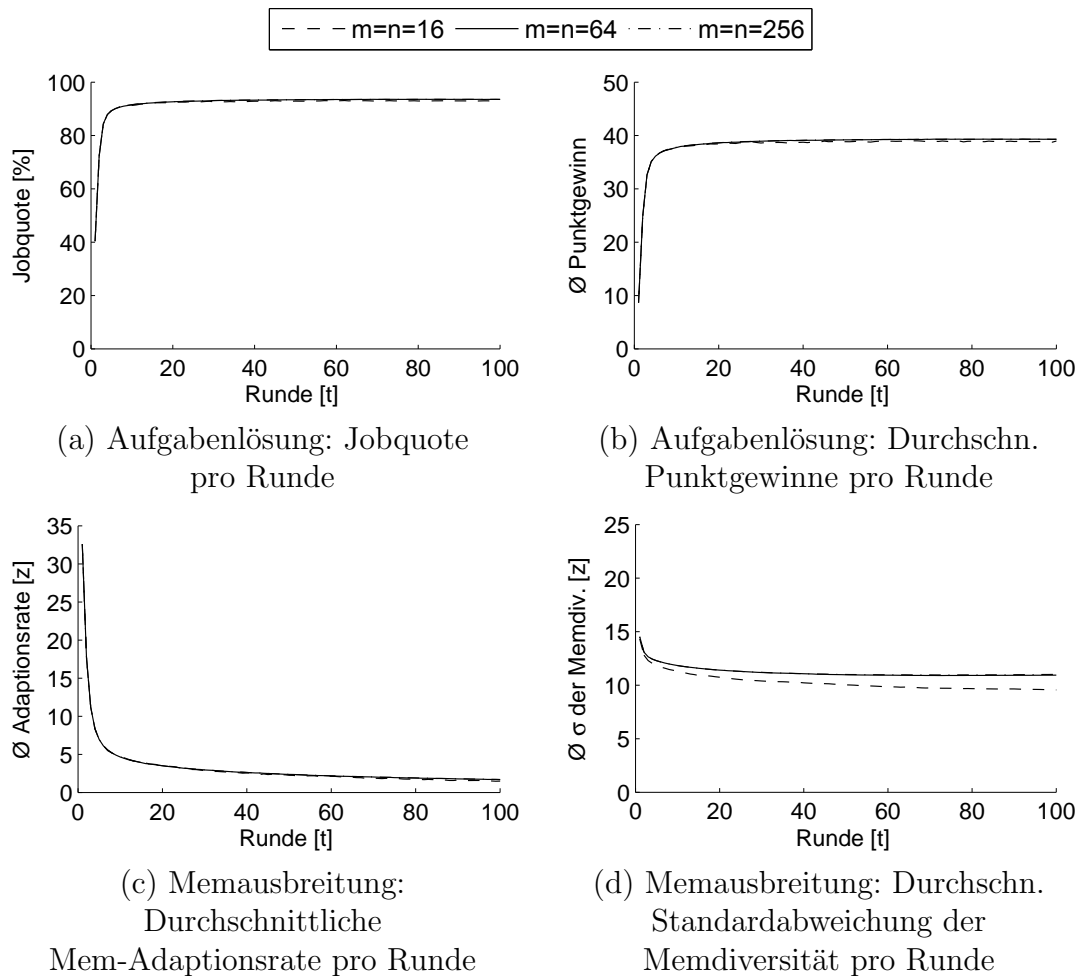 m=n=16 m=n=64 m=n=256
100
80
60
40
20
0
Jobquote [%]
0 20 40 60 80 100
Runde [t]
(a) Aufgabenlösung: Jobquote
pro Runde
50
40
30
20
10
0
Ø Punktgewinn
0 20 40 60 80 100
Runde [t]
(b) Aufgabenlösung: Durchschn.
Punktgewinne pro Runde
35
30
25
20
15
10
5
0
Ø Adaptionsrate [z]
0 20 40 60 80 100
Runde [t]
(c) Memausbreitung:
Durchschnittliche
Mem-Adaptionsrate pro Runde
25
20
15
10
5
0
Ø σ der Memdiv. [z]
0 20 40 60 80 100
Runde [t]
(d) Memausbreitung: Durchschn.
Standardabweichung der
Memdiversität pro Runde